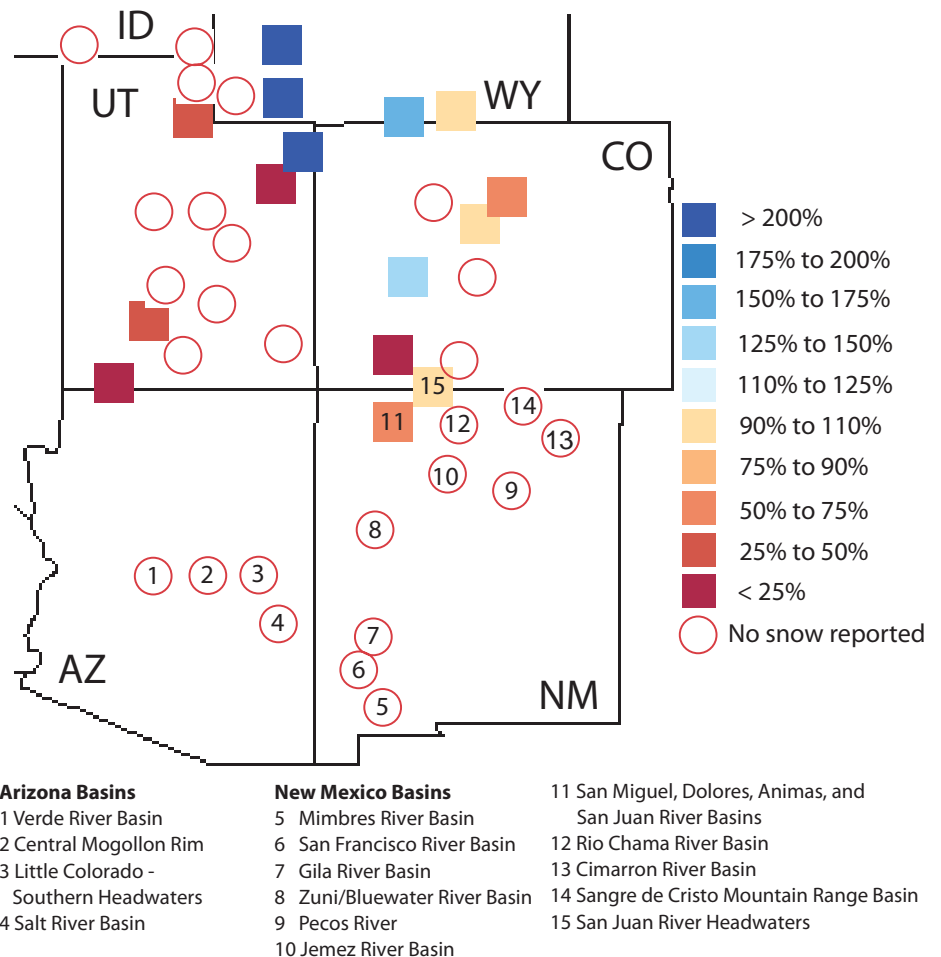 ID
UT
WY
CO
> 200%
175% to 200%
150% to 175%
125% to 150%
110% to 125%
90% to 110%
75% to 90%
50% to 75%
25% to 50%
< 25%
No snow reported
15
14
11
12
13
10
9
8
1
2
3
4
7
6
5
AZ
NM
Arizona Basins
1 Verde River Basin
2 Central Mogollon Rim
3 Little Colorado -
Southern Headwaters
4 Salt River Basin
New Mexico Basins
5 Mimbres River Basin
6 San Francisco River Basin
7 Gila River Basin
8 Zuni/Bluewater River Basin
9 Pecos River
10 Jemez River Basin
11 San Miguel, Dolores, Animas, and
San Juan River Basins
12 Rio Chama River Basin
13 Cimarron River Basin
14 Sangre de Cristo Mountain Range Basin
15 San Juan River Headwaters